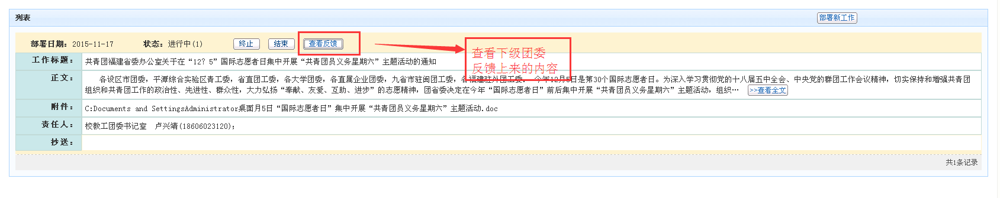 列表
部署新工作
部署日期：2015-11-17 状态：进行中(1) 终止 结束 查看反馈
查看下级团委
反馈上来的内容
工作标题： 共青团福建省委办公室关于在“12? 5”国际志愿者日集中开展“共青团员义务星期六”主题活动的通知
正文： 各设区市团委，平潭综合实验区青工委，省直团工委，各大学团委，各直属企业团委，九省市驻闽团工委，各福建驻外团工委： 今年12月5日是第30个国际志愿者日。为深入学习贯彻党的十八届五中全会、中央党的群团工作会议精神，切实保持和增强共青团
组织和共青团工作的政治性、先进性、群众性，大力弘扬“奉献、友爱、互助、进步”的志愿精神，团省委决定在今年“国际志愿者日”前后集中开展“共青团员义务星期六”主题活动，组织… >>查看全文
附件： C:Documents and SettingsAdministrator桌面月5日“国际志愿者日”集中开展“共青团员义务星期六”主题活动.doc
责任人： 校教工团委书记室 卢兴靖(18606023120);
抄送：
共1条记录